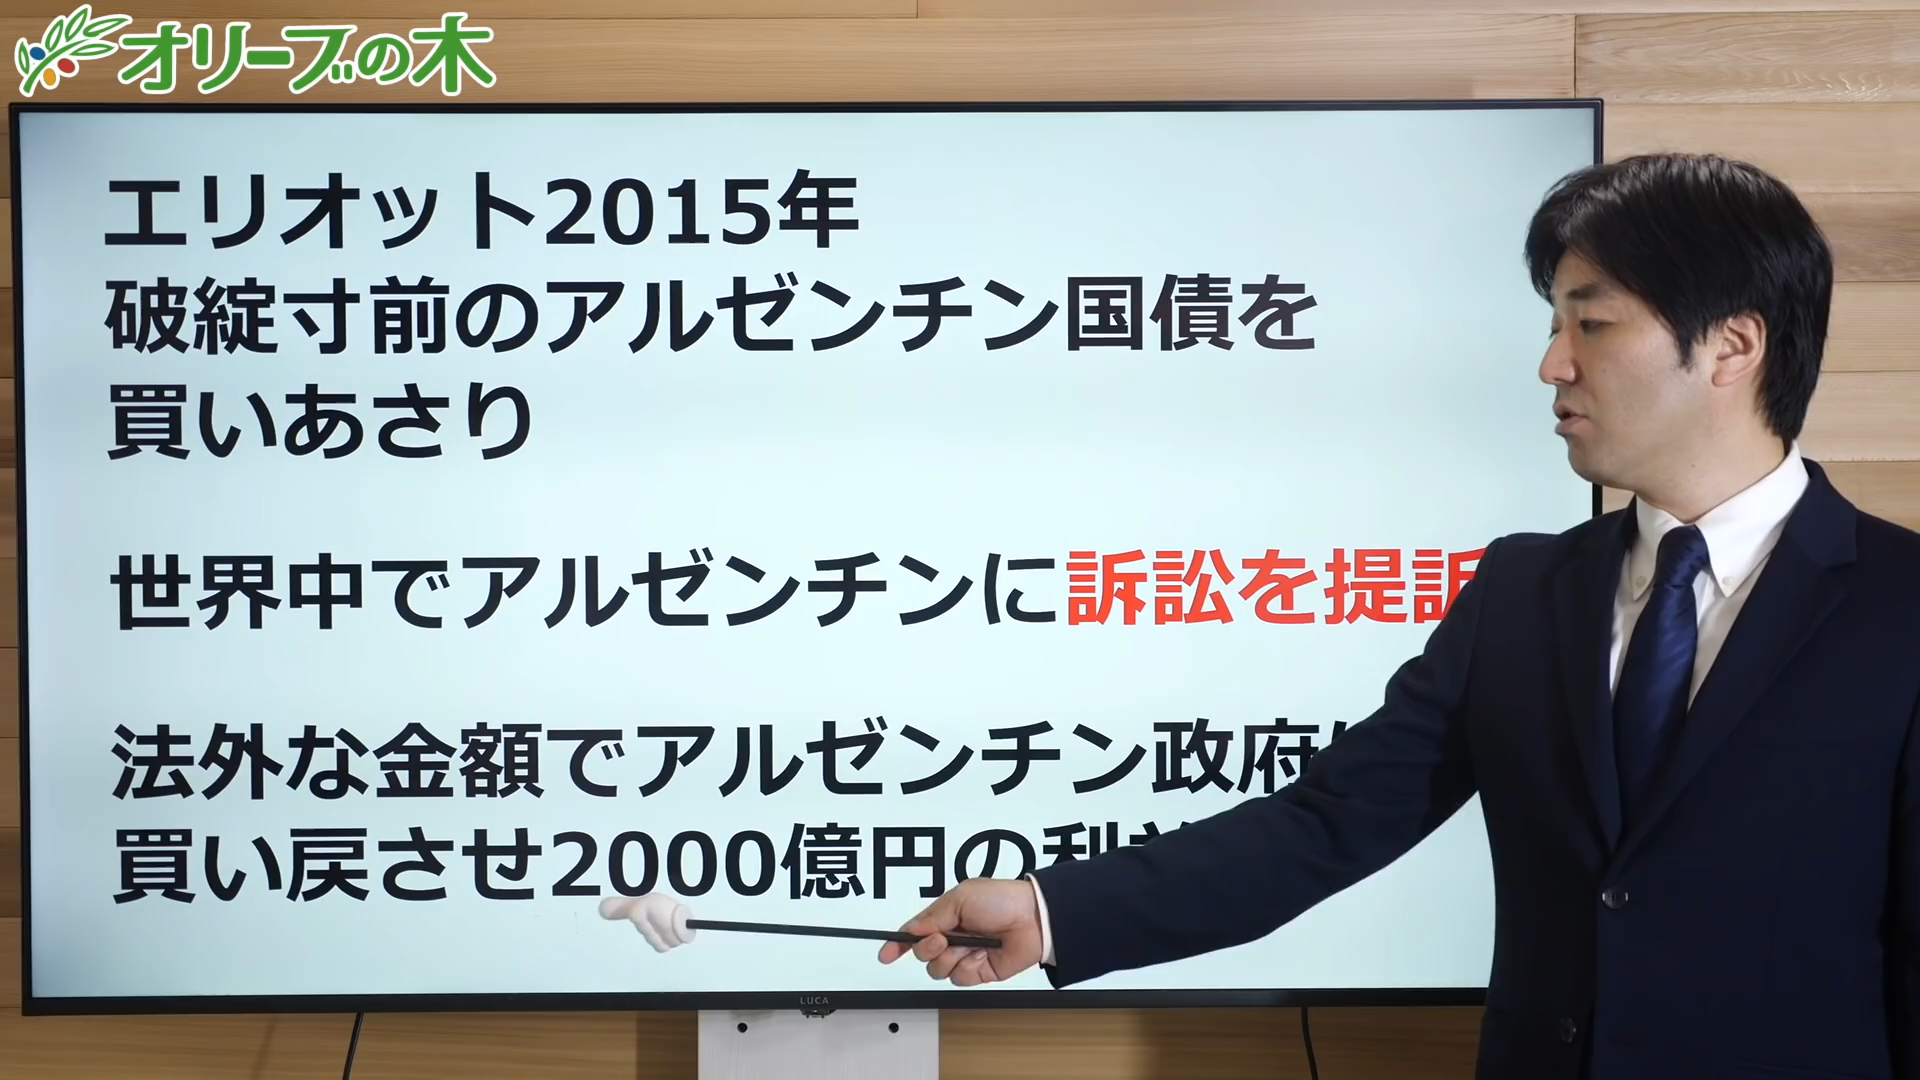 オリーブの木
エリオット2015年
破綻寸前のアルゼンチン国債を
買いあさり
世界中でアルゼンチンに訴訟を提訴
法外な金額でアルゼンチン政府に
買い戻させ2000億円の利益
LUCA